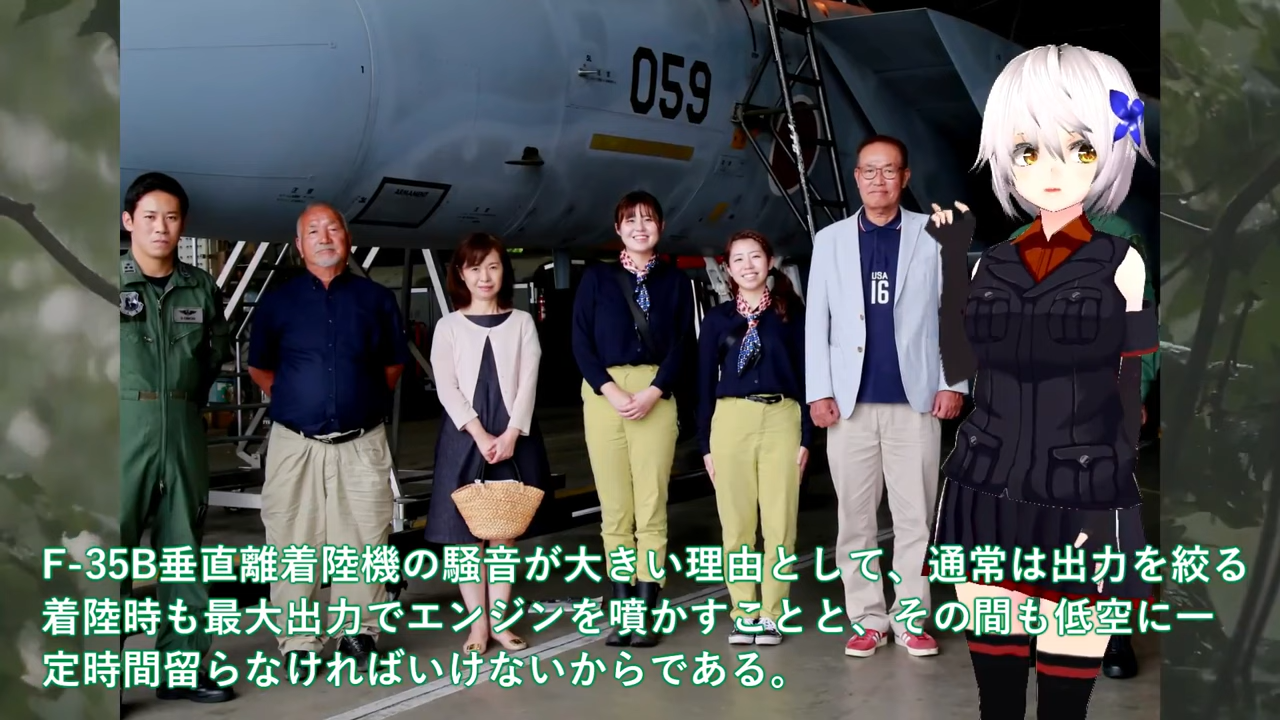 059
ARMAMENT
USA
16
F-35B垂直離着陸機の騒音が大きい理由として、通常は出力を絞る
着陸時も最大出力でエンジンを噴かすことと、その間も低空に一
定時間留らなければいけないからである。